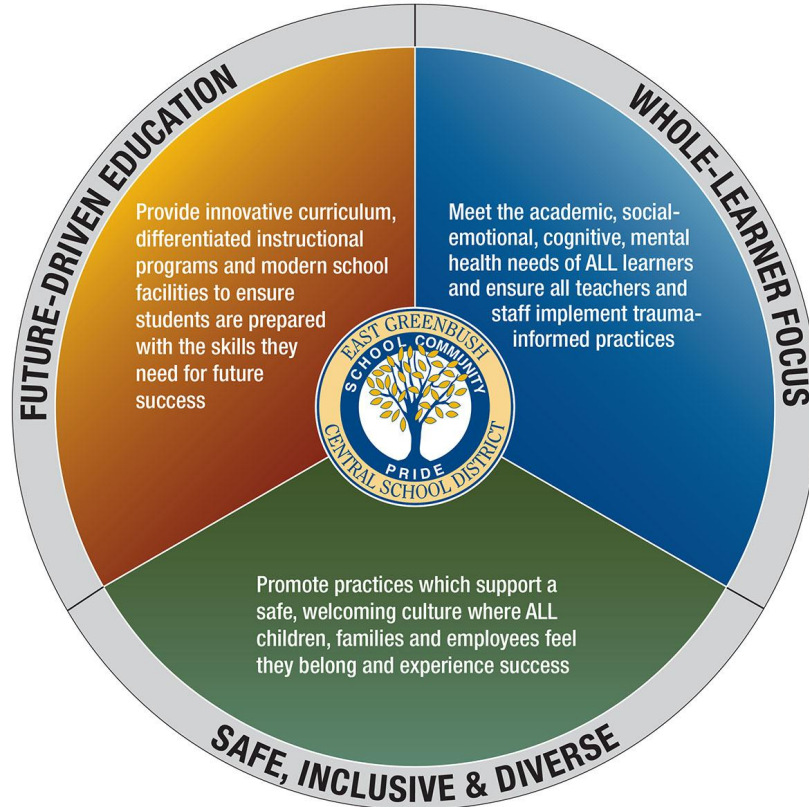 FUTURE-DRIVEN EDUCATION
Provide innovative curriculum,
differentiated instructional
programs and modern school
facilities to ensure
students are prepared
with the skills they
need for future
success
WHOLE-LEARNER FOCUS
Meet the academic, social-
emotional, cognitive, mental
health needs of ALL learners
and ensure all teachers and
staff implement trauma-
informed practices
EAST GREENBUSH
SCHOOL COMMUNITY
PRIDE
CENTRAL SCHOOL DISTRICT
Promote practices which support a
safe, welcoming culture where ALL
children, families and employees feel
they belong and experience success
SAFE, INCLUSIVE & DIVERSE